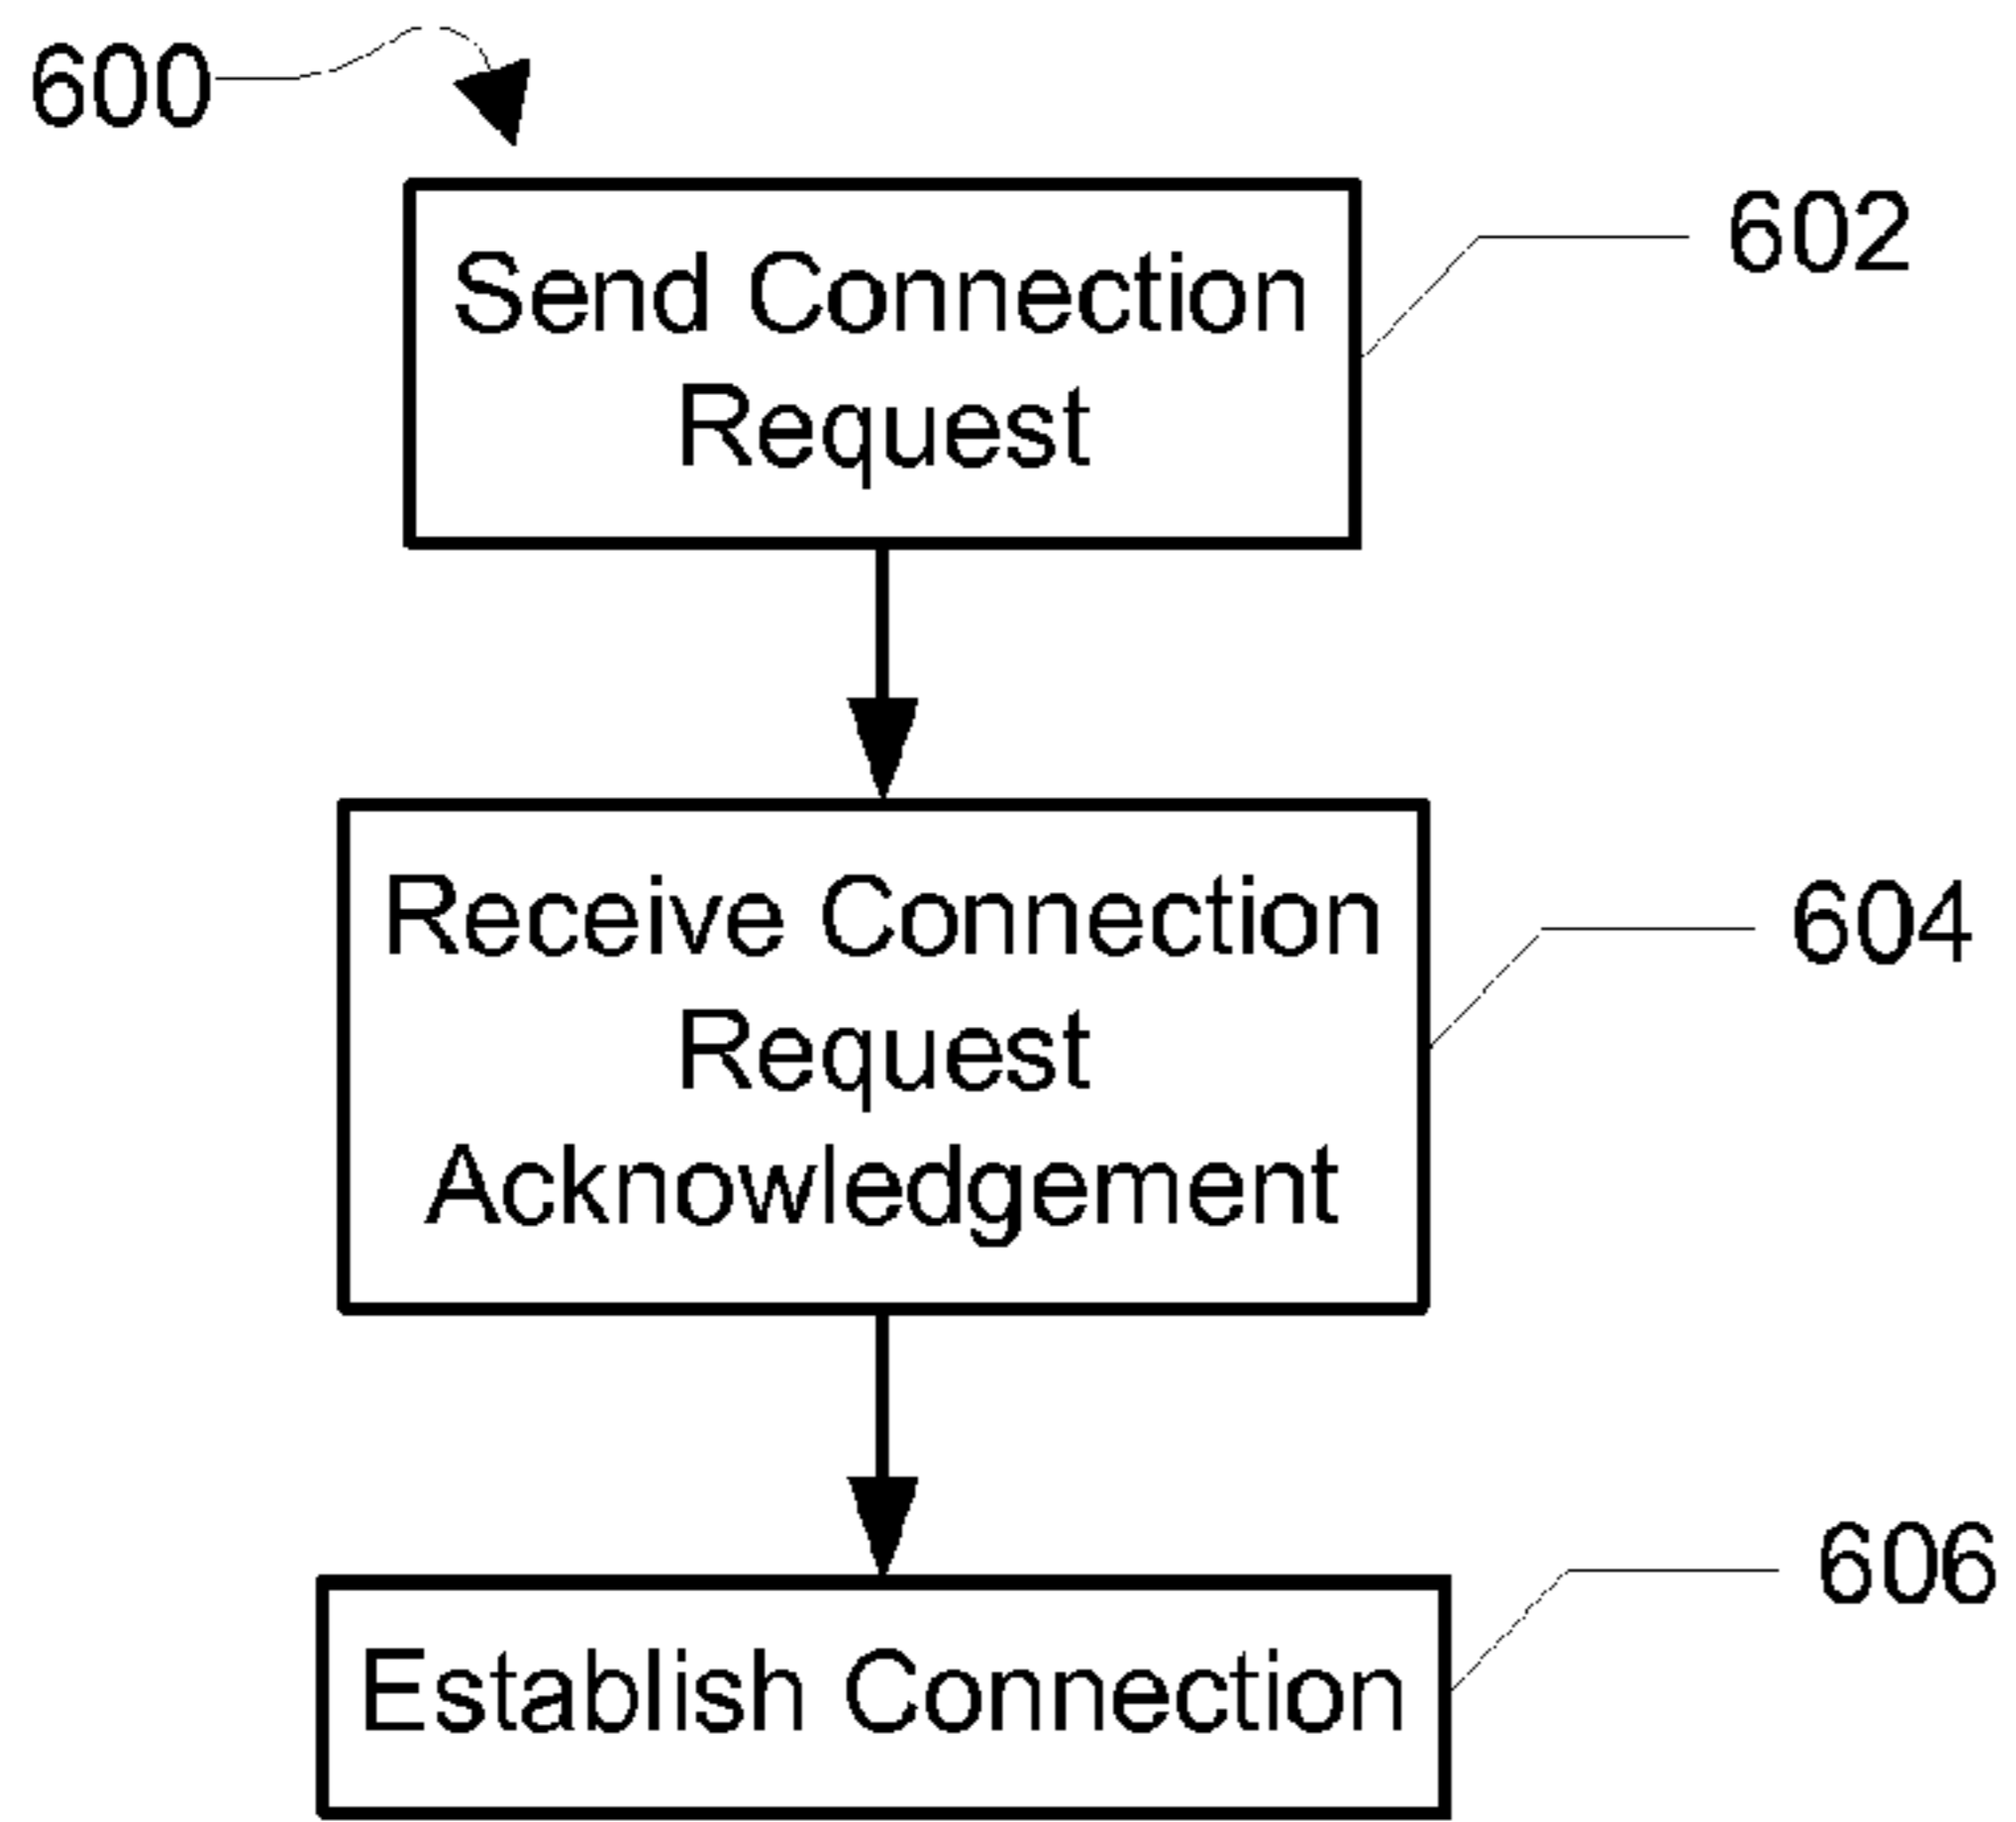 600
602
Send Connection
Request
604
Receive Connection
Request
Acknowledgement
606
Establish Connection